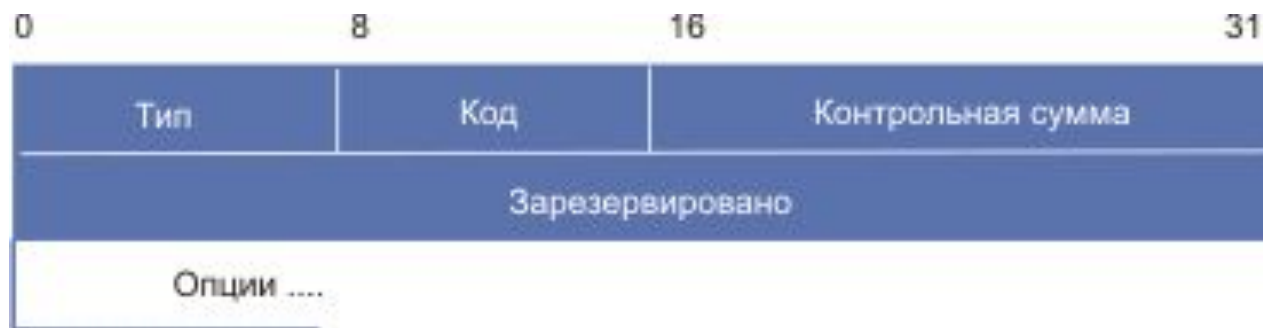 0 8 16 31
Тип Код Контрольная сумма
Зарезервировано
Опции ....